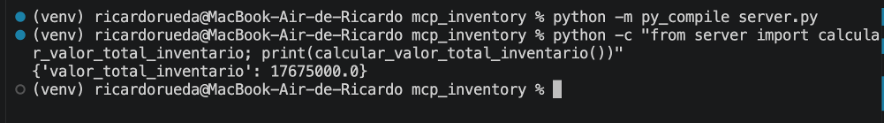 (venv) ricardorueda@MacBook-Air-de-Ricardo mcp_inventory % python -m py_compile server.py
(venv) ricardorueda@MacBook-Air-de-Ricardo mcp_inventory % python -c "from server import calcula
r_valor_total_inventario; print(calcular_valor_total_inventario())"
{'valor_total_inventario': 17675000.0}
(venv) ricardorueda@MacBook-Air-de-Ricardo mcp_inventory %